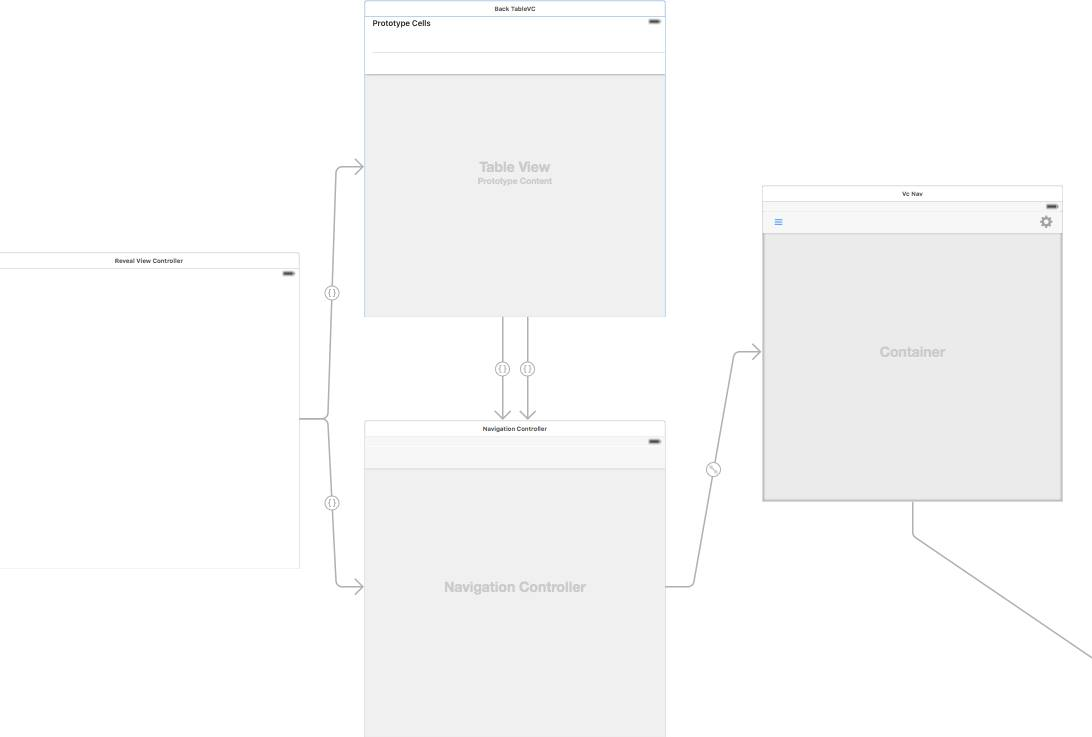 Back TableVC
Prototype Cells
Table View
Prototype Content
Vc Nav
Reveal View Controller
{ }
Container
{ }
{ } { }
Navigation Controller
{ }
Navigation Controller